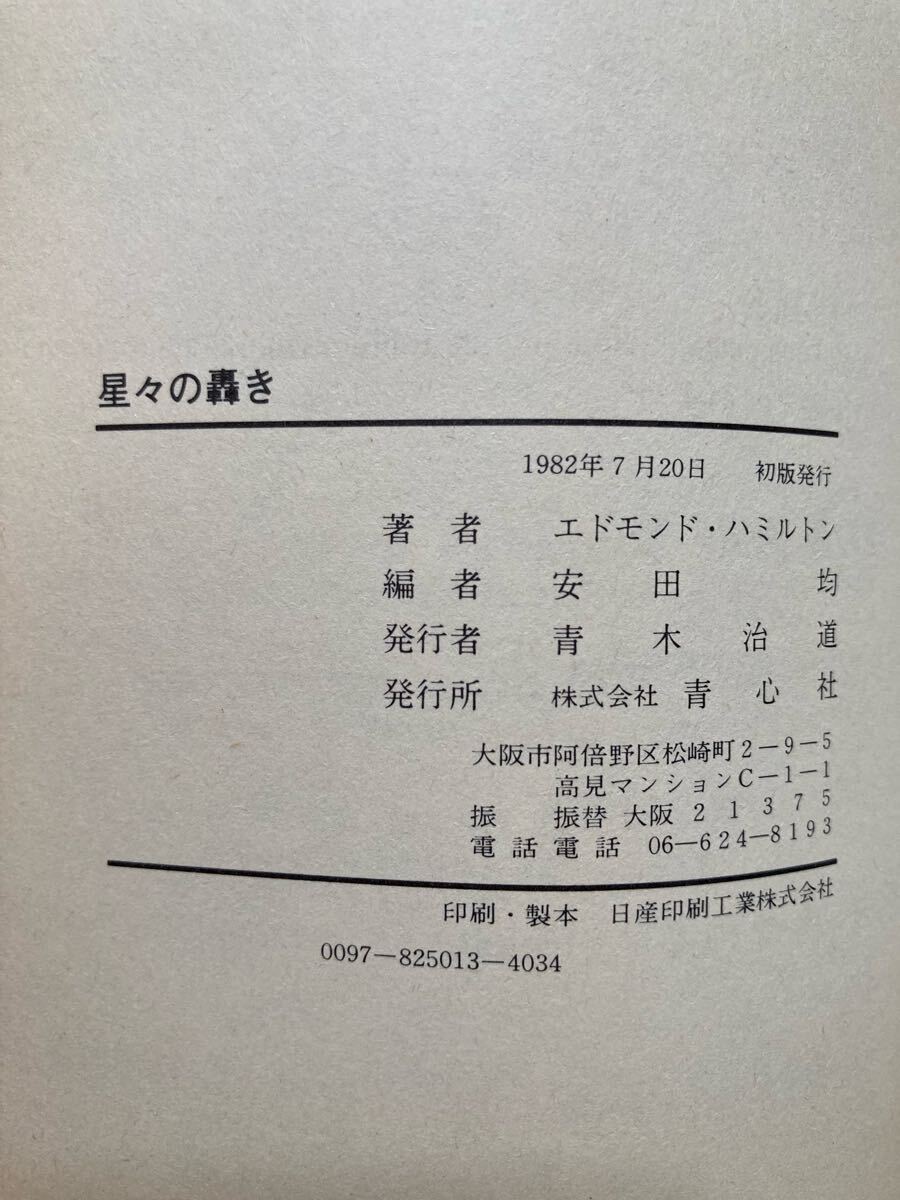 星々の轟き
1982年7月20日 初版発行
著者 エドモンド・ハミルトン
編者 安田均
発行者 青木治道
発行所 株式会社 青心社
大阪市阿倍野区松崎町2-9-5
高見マンションC-1-1
振 振替 大阪 21375
電話電話 06-624-8193
印刷・製本 日産印刷工業株式会社
0097-825013-4034